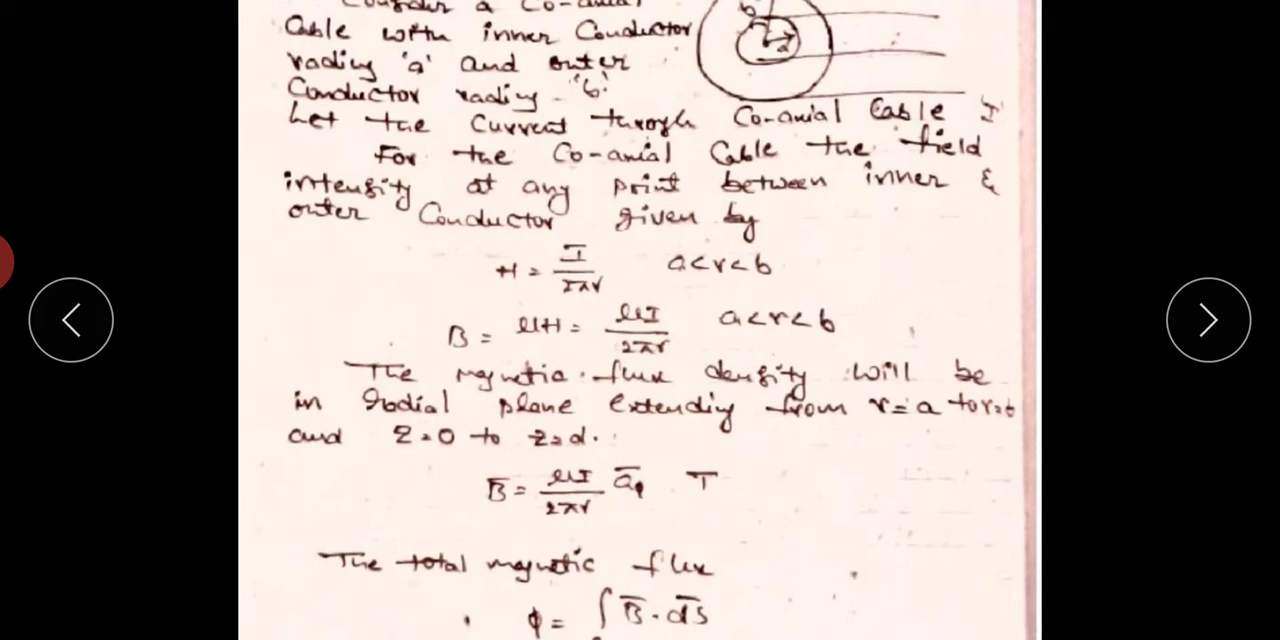 Consider a Co-axial
b
a
Cable with inner Conductor
radius 'a' and outer
Conductor radius 'b'.
Let the Current through Co-axial Cable I
For the Co-axial Cable the field
intensity at any point between inner &
outer Conductor given by
H = I/2πr a<r<b
B = μH = μI/2πr a<r<b
The magnetic flux density will be
in radial plane extending from r=a to r=b
and z=0 to z=d.
B̄ = μI/2πr āφ T
The total magnetic flux
φ = ∫ B̄ . d̄s